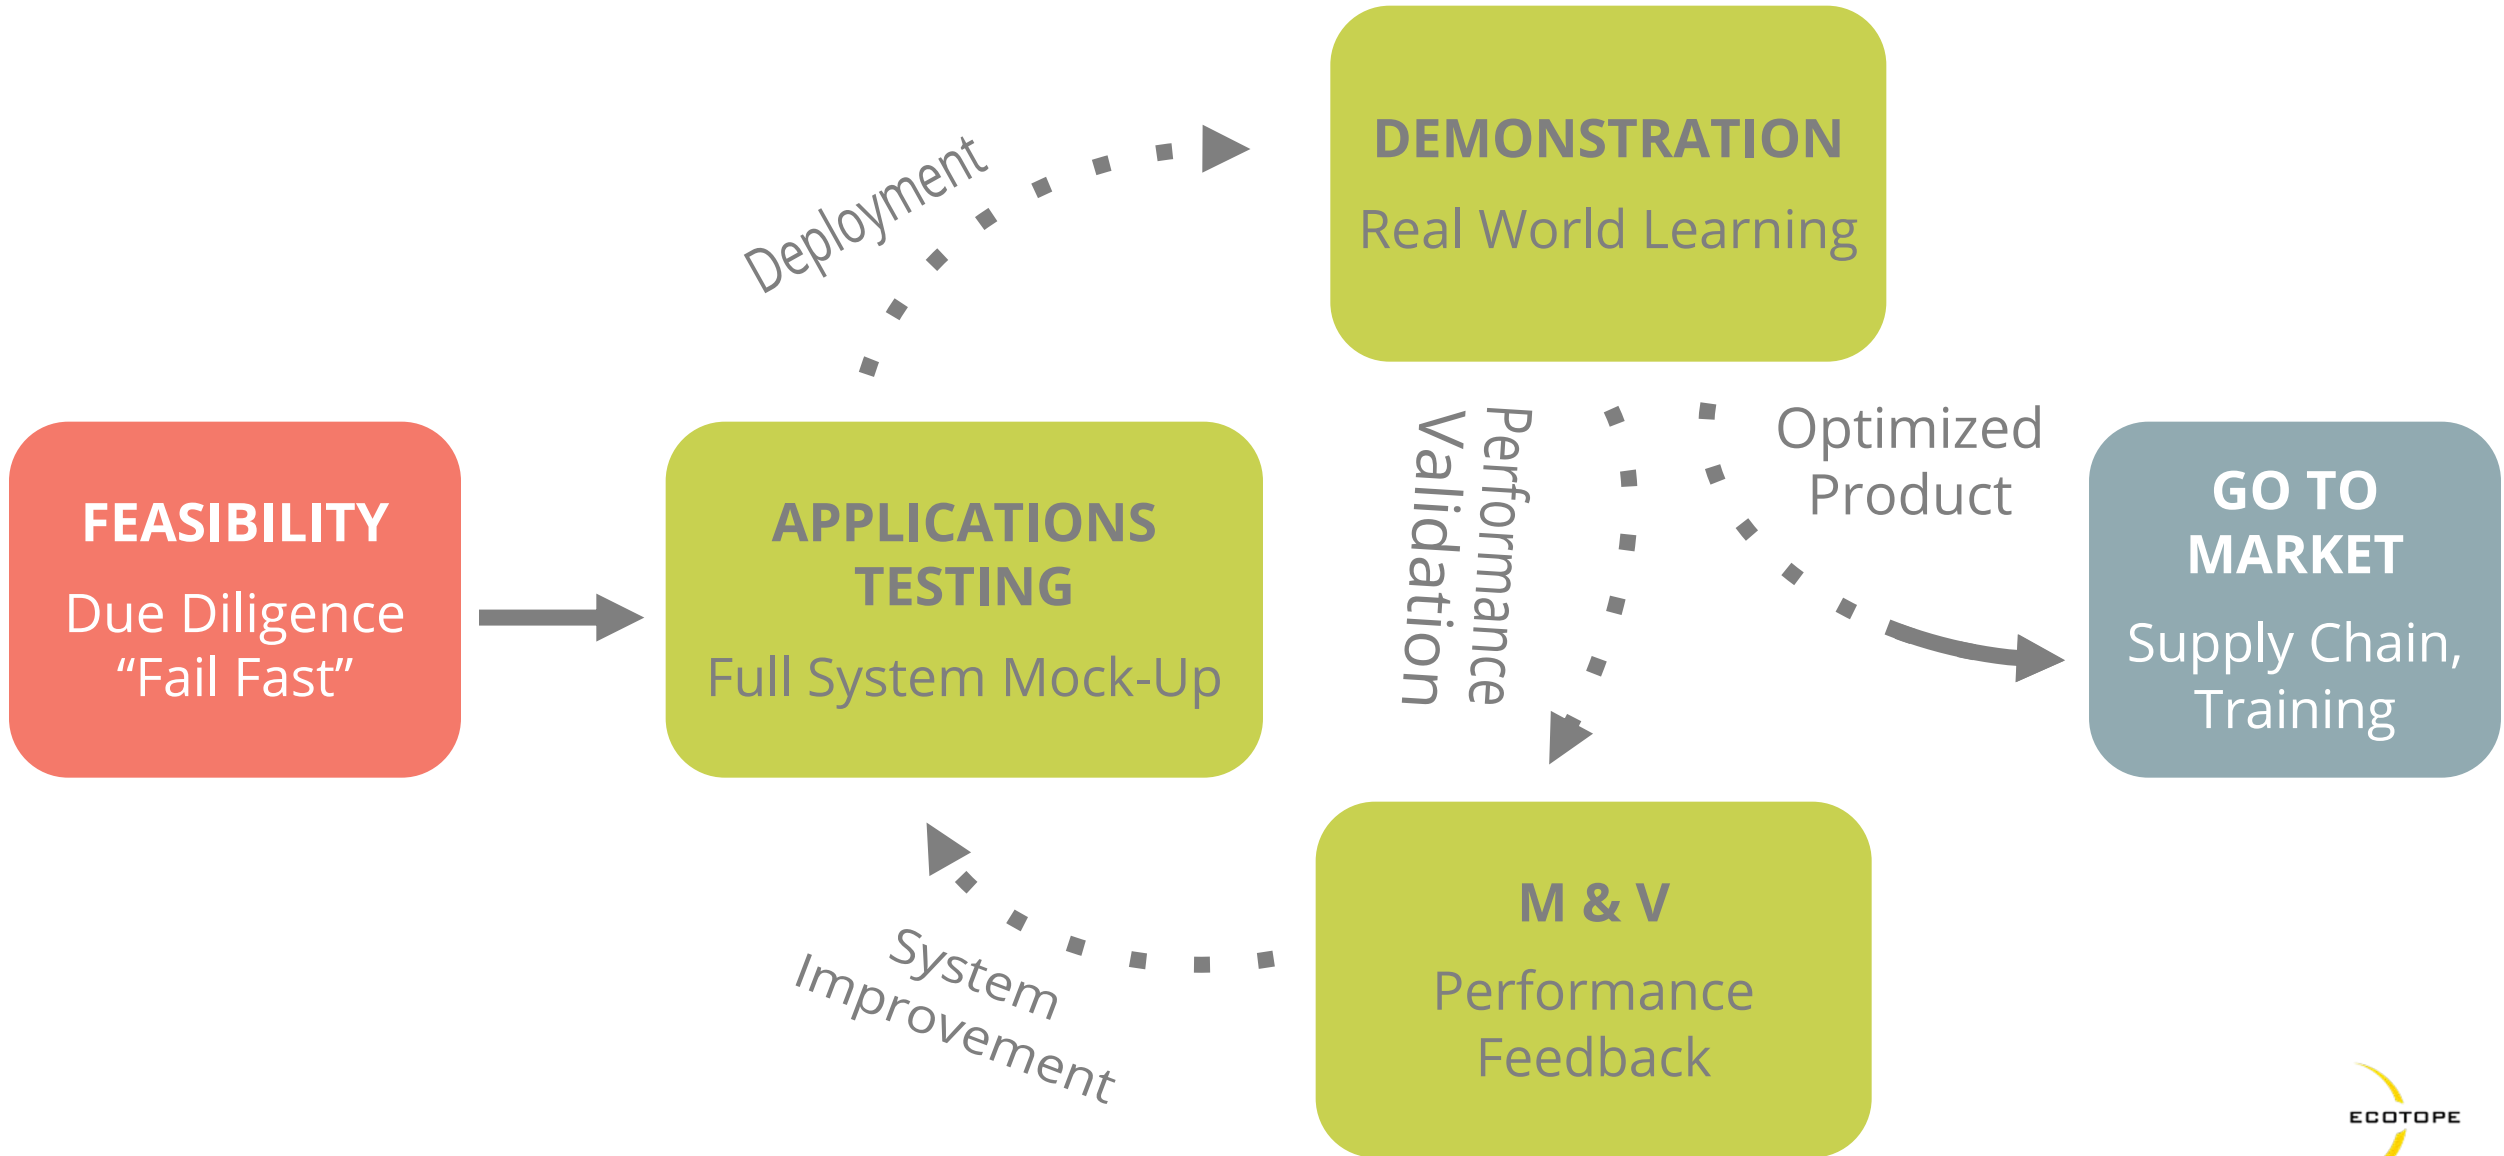 FEASIBILITY
Due Diligence
“Fail Fast”
Deployment
APPLICATIONS
TESTING
Full System Mock-Up
DEMONSTRATION
Real World Learning
Performance
Validation
Optimized
Product
GO TO
MARKET
Supply Chain,
Training
M & V
Performance
Feedback
System
Improvement
ECOTOPE